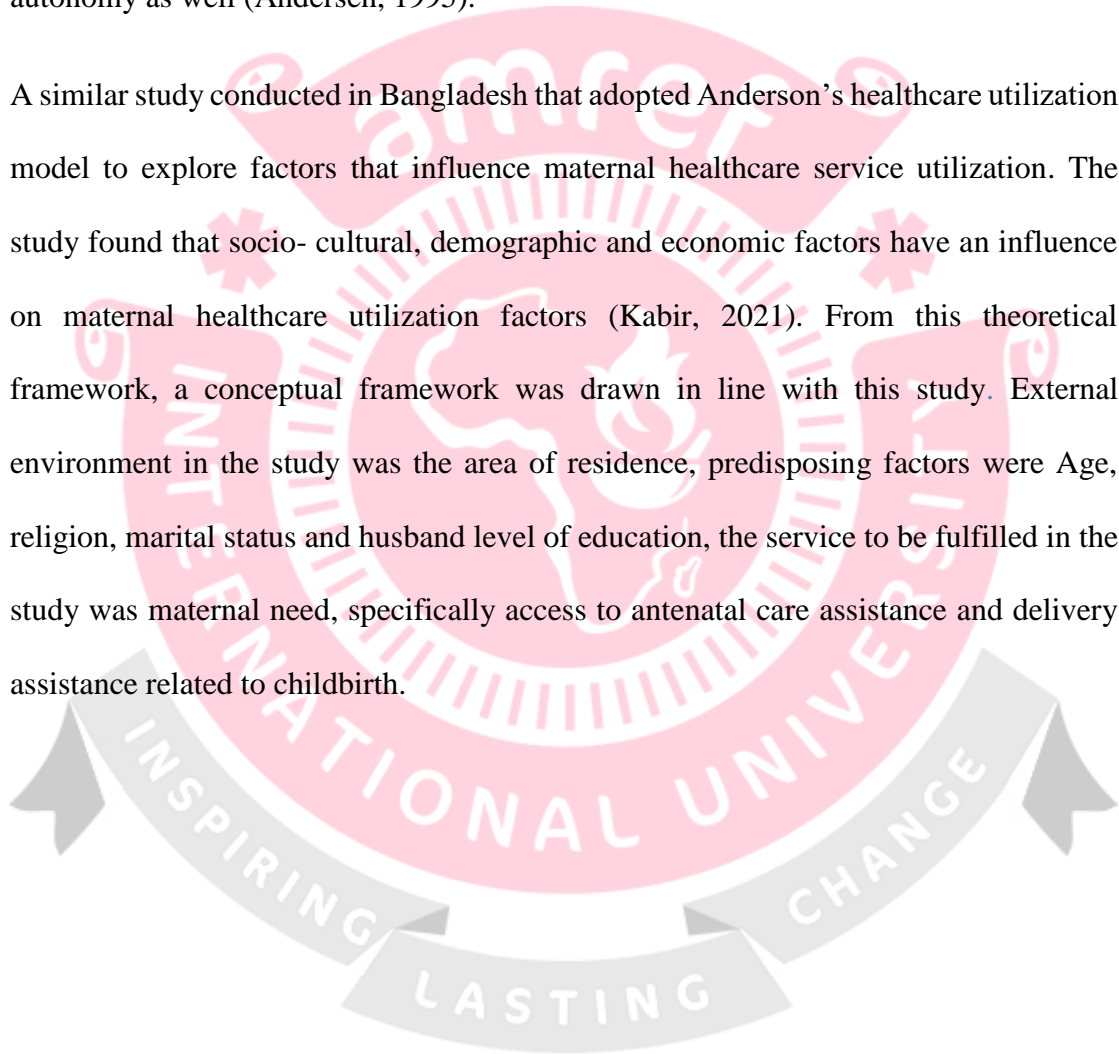 autonomy as well (Andersen, 1995).
A similar study conducted in Bangladesh that adopted Anderson’s healthcare utilization
model to explore factors that influence maternal healthcare service utilization. The
study found that socio- cultural, demographic and economic factors have an influence
on maternal healthcare utilization factors (Kabir, 2021). From this theoretical
framework, a conceptual framework was drawn in line with this study. External
environment in the study was the area of residence, predisposing factors were Age,
religion, marital status and husband level of education, the service to be fulfilled in the
study was maternal need, specifically access to antenatal care assistance and delivery
assistance related to childbirth.
amref
INTERNATIONAL UNIVERSITY
INSPIRING
LASTING
CHANGE